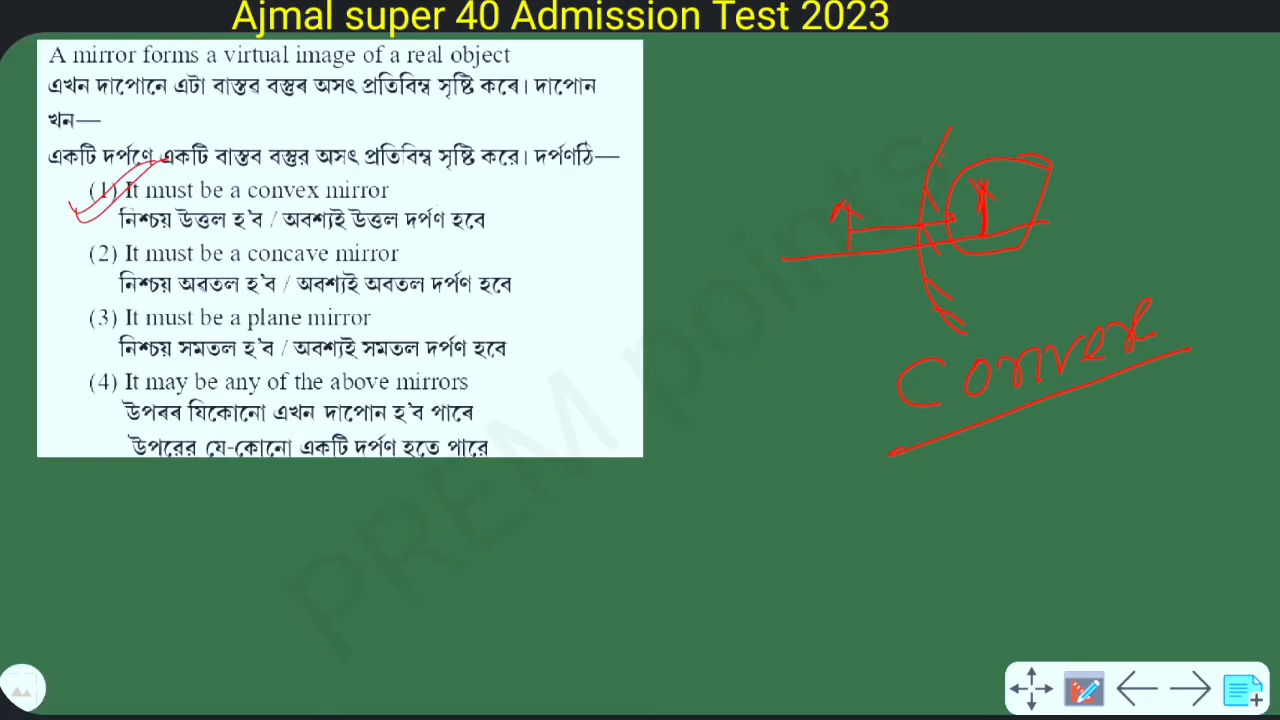 Ajmal super 40 Admission Test 2023
A mirror forms a virtual image of a real object
এখন দাপোনে এটা বাস্তৱ বস্তুৰ অসৎ প্ৰতিবিম্ব সৃষ্টি কৰে। দাপোন
খন—
একটি দর্পণে একটি বাস্তব বস্তুর অসৎ প্রতিবিম্ব সৃষ্টি করে। দর্পণঠি—
(1) It must be a convex mirror
নিশ্চয় উত্তল হ'ব / অবশ্যই উত্তল দর্পণ হবে
(2) It must be a concave mirror
নিশ্চয় অৱতল হ'ব / অবশ্যই অবতল দর্পণ হবে
(3) It must be a plane mirror
নিশ্চয় সমতল হ'ব / অবশ্যই সমতল দর্পণ হবে
(4) It may be any of the above mirrors
উপৰৰ যিকোনো এখন দাপোন হ'ব পাৰে
উপরের যে-কোনো একটি দর্পণ হতে পারে
Convex
PREM points